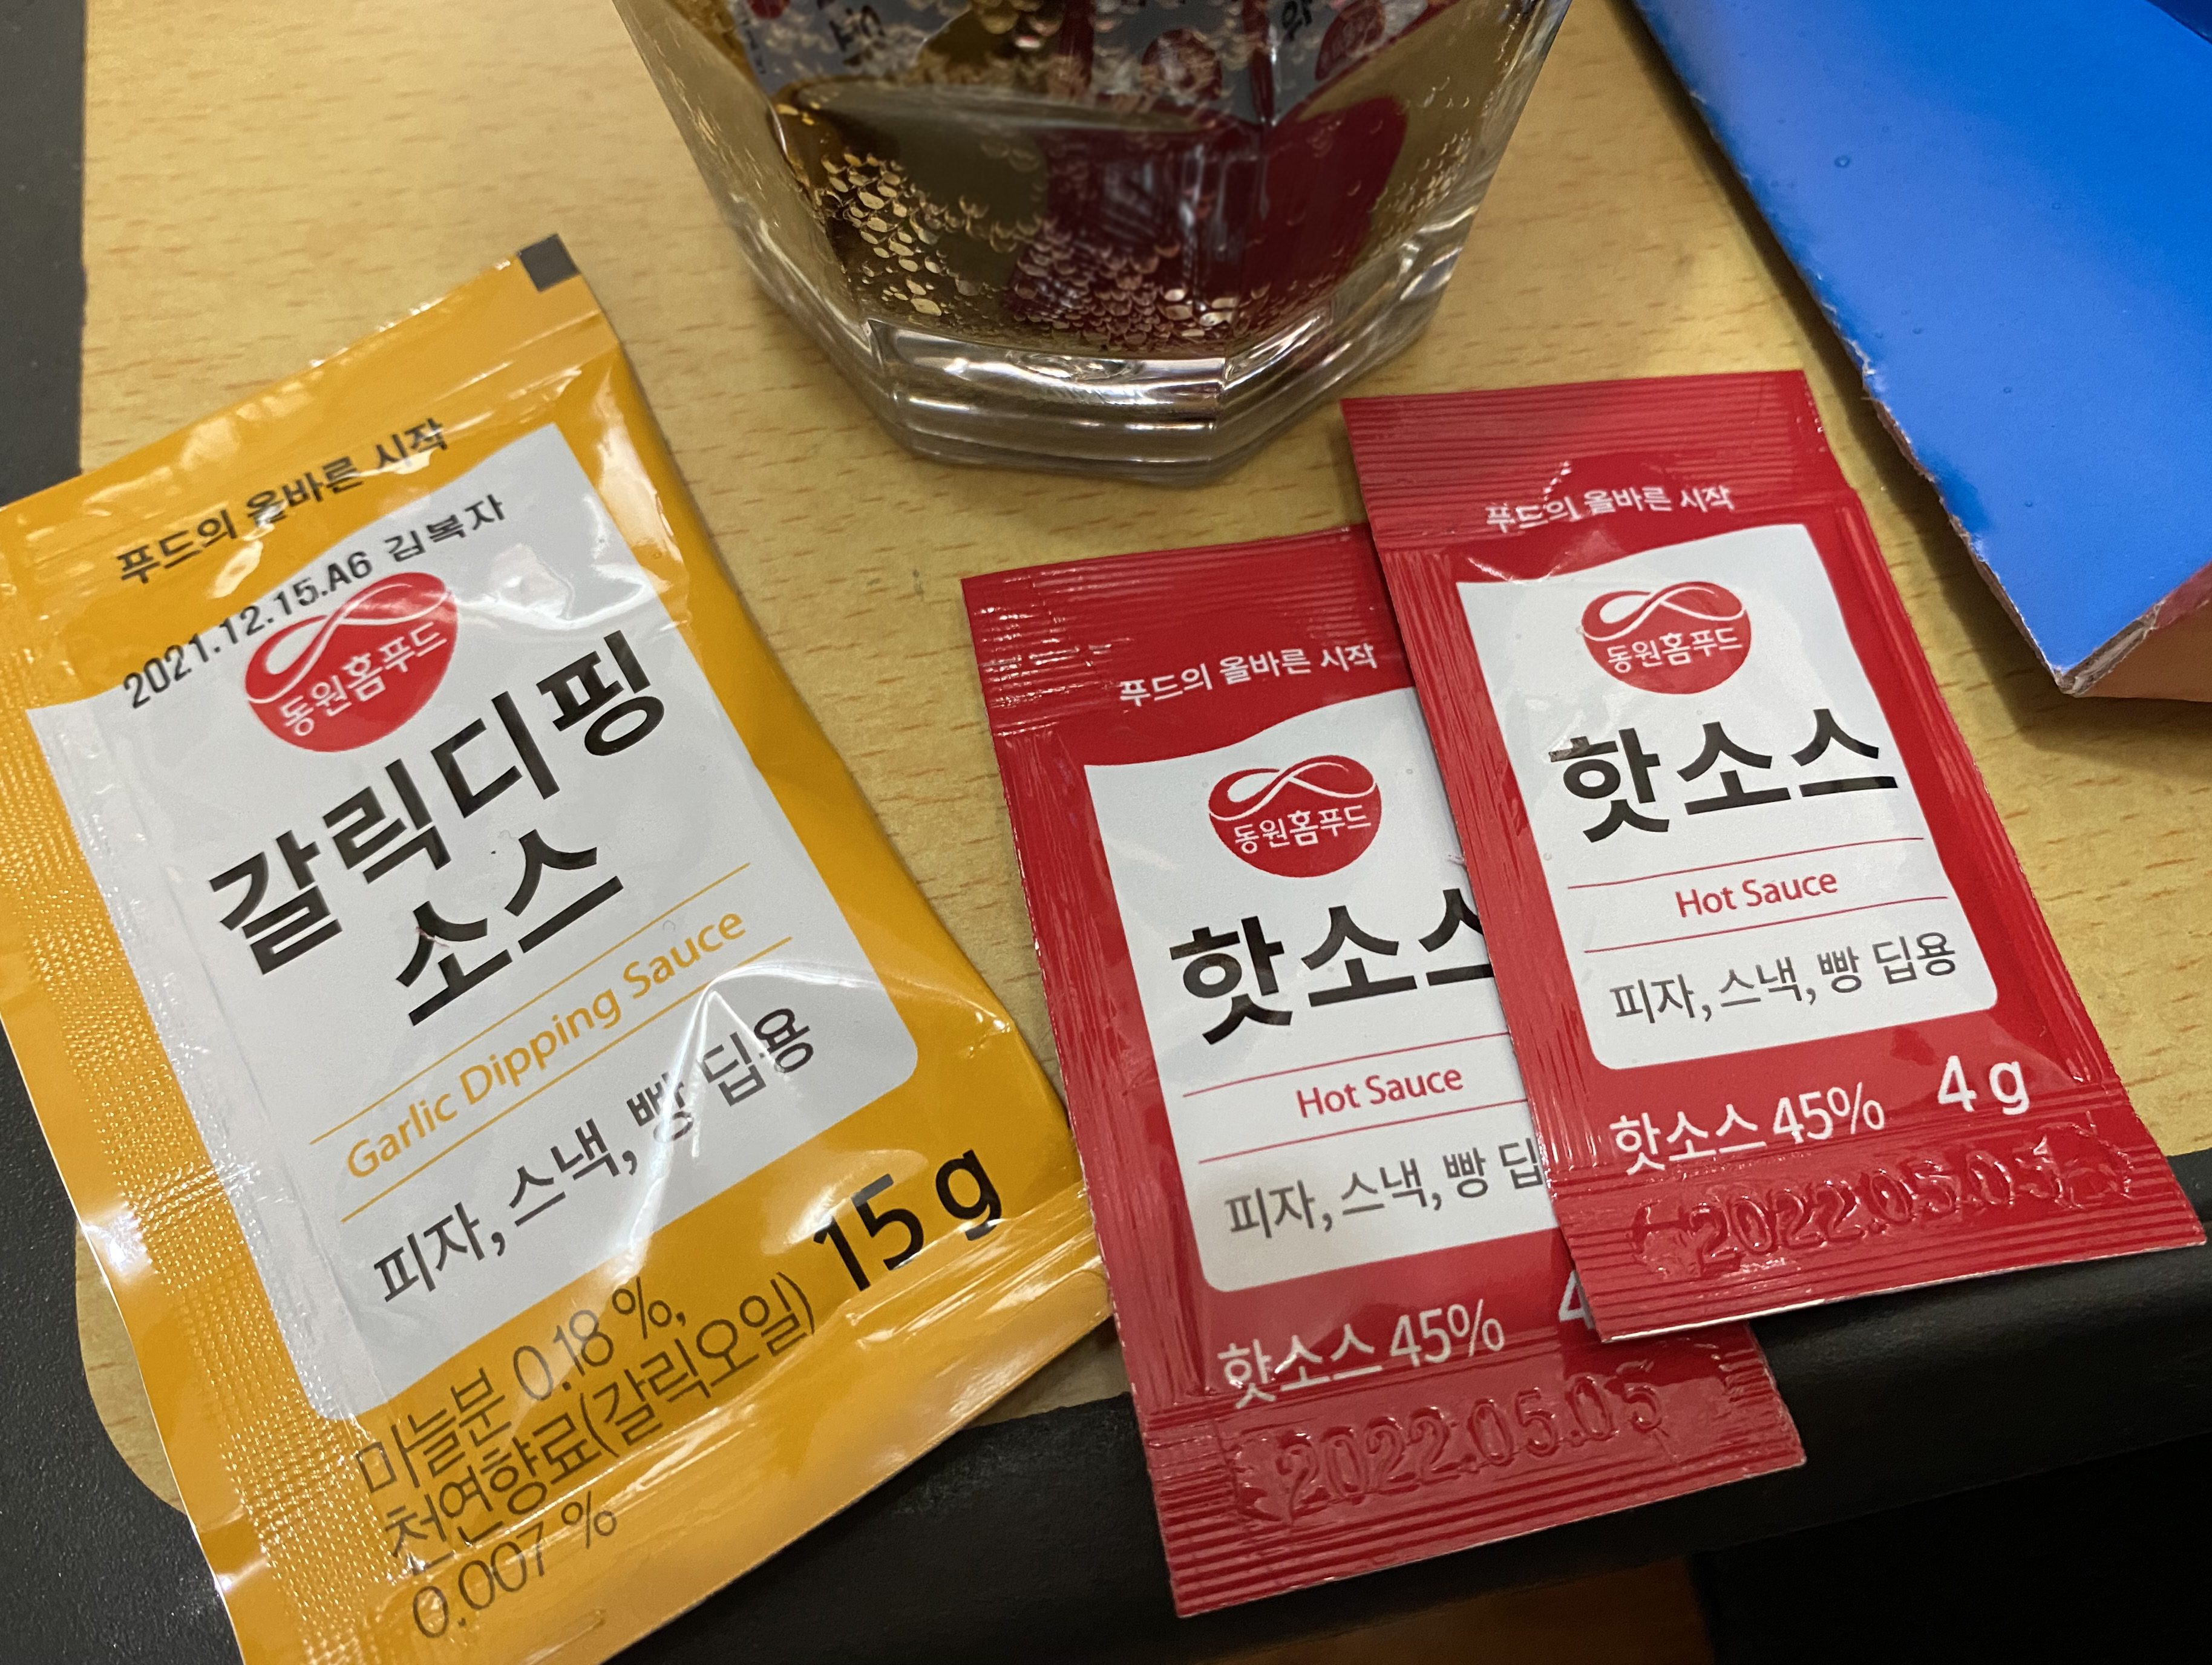 푸드의 올바른 시작
2021.12.15.A6 김복자
동원홈푸드
갈릭디핑
소스
Garlic Dipping Sauce
피자, 스낵, 빵 딥용
15 g
마늘분 0.18 %,
천연향료(갈릭오일)
0.007 %
푸드의 올바른 시작
동원홈푸드
핫소스
Hot Sauce
피자, 스낵, 빵 딥
핫소스 45% 4
2022.05.05
푸드의 올바른 시작
동원홈푸드
핫소스
Hot Sauce
피자, 스낵, 빵 딥용
핫소스 45% 4 g
2022.05.05